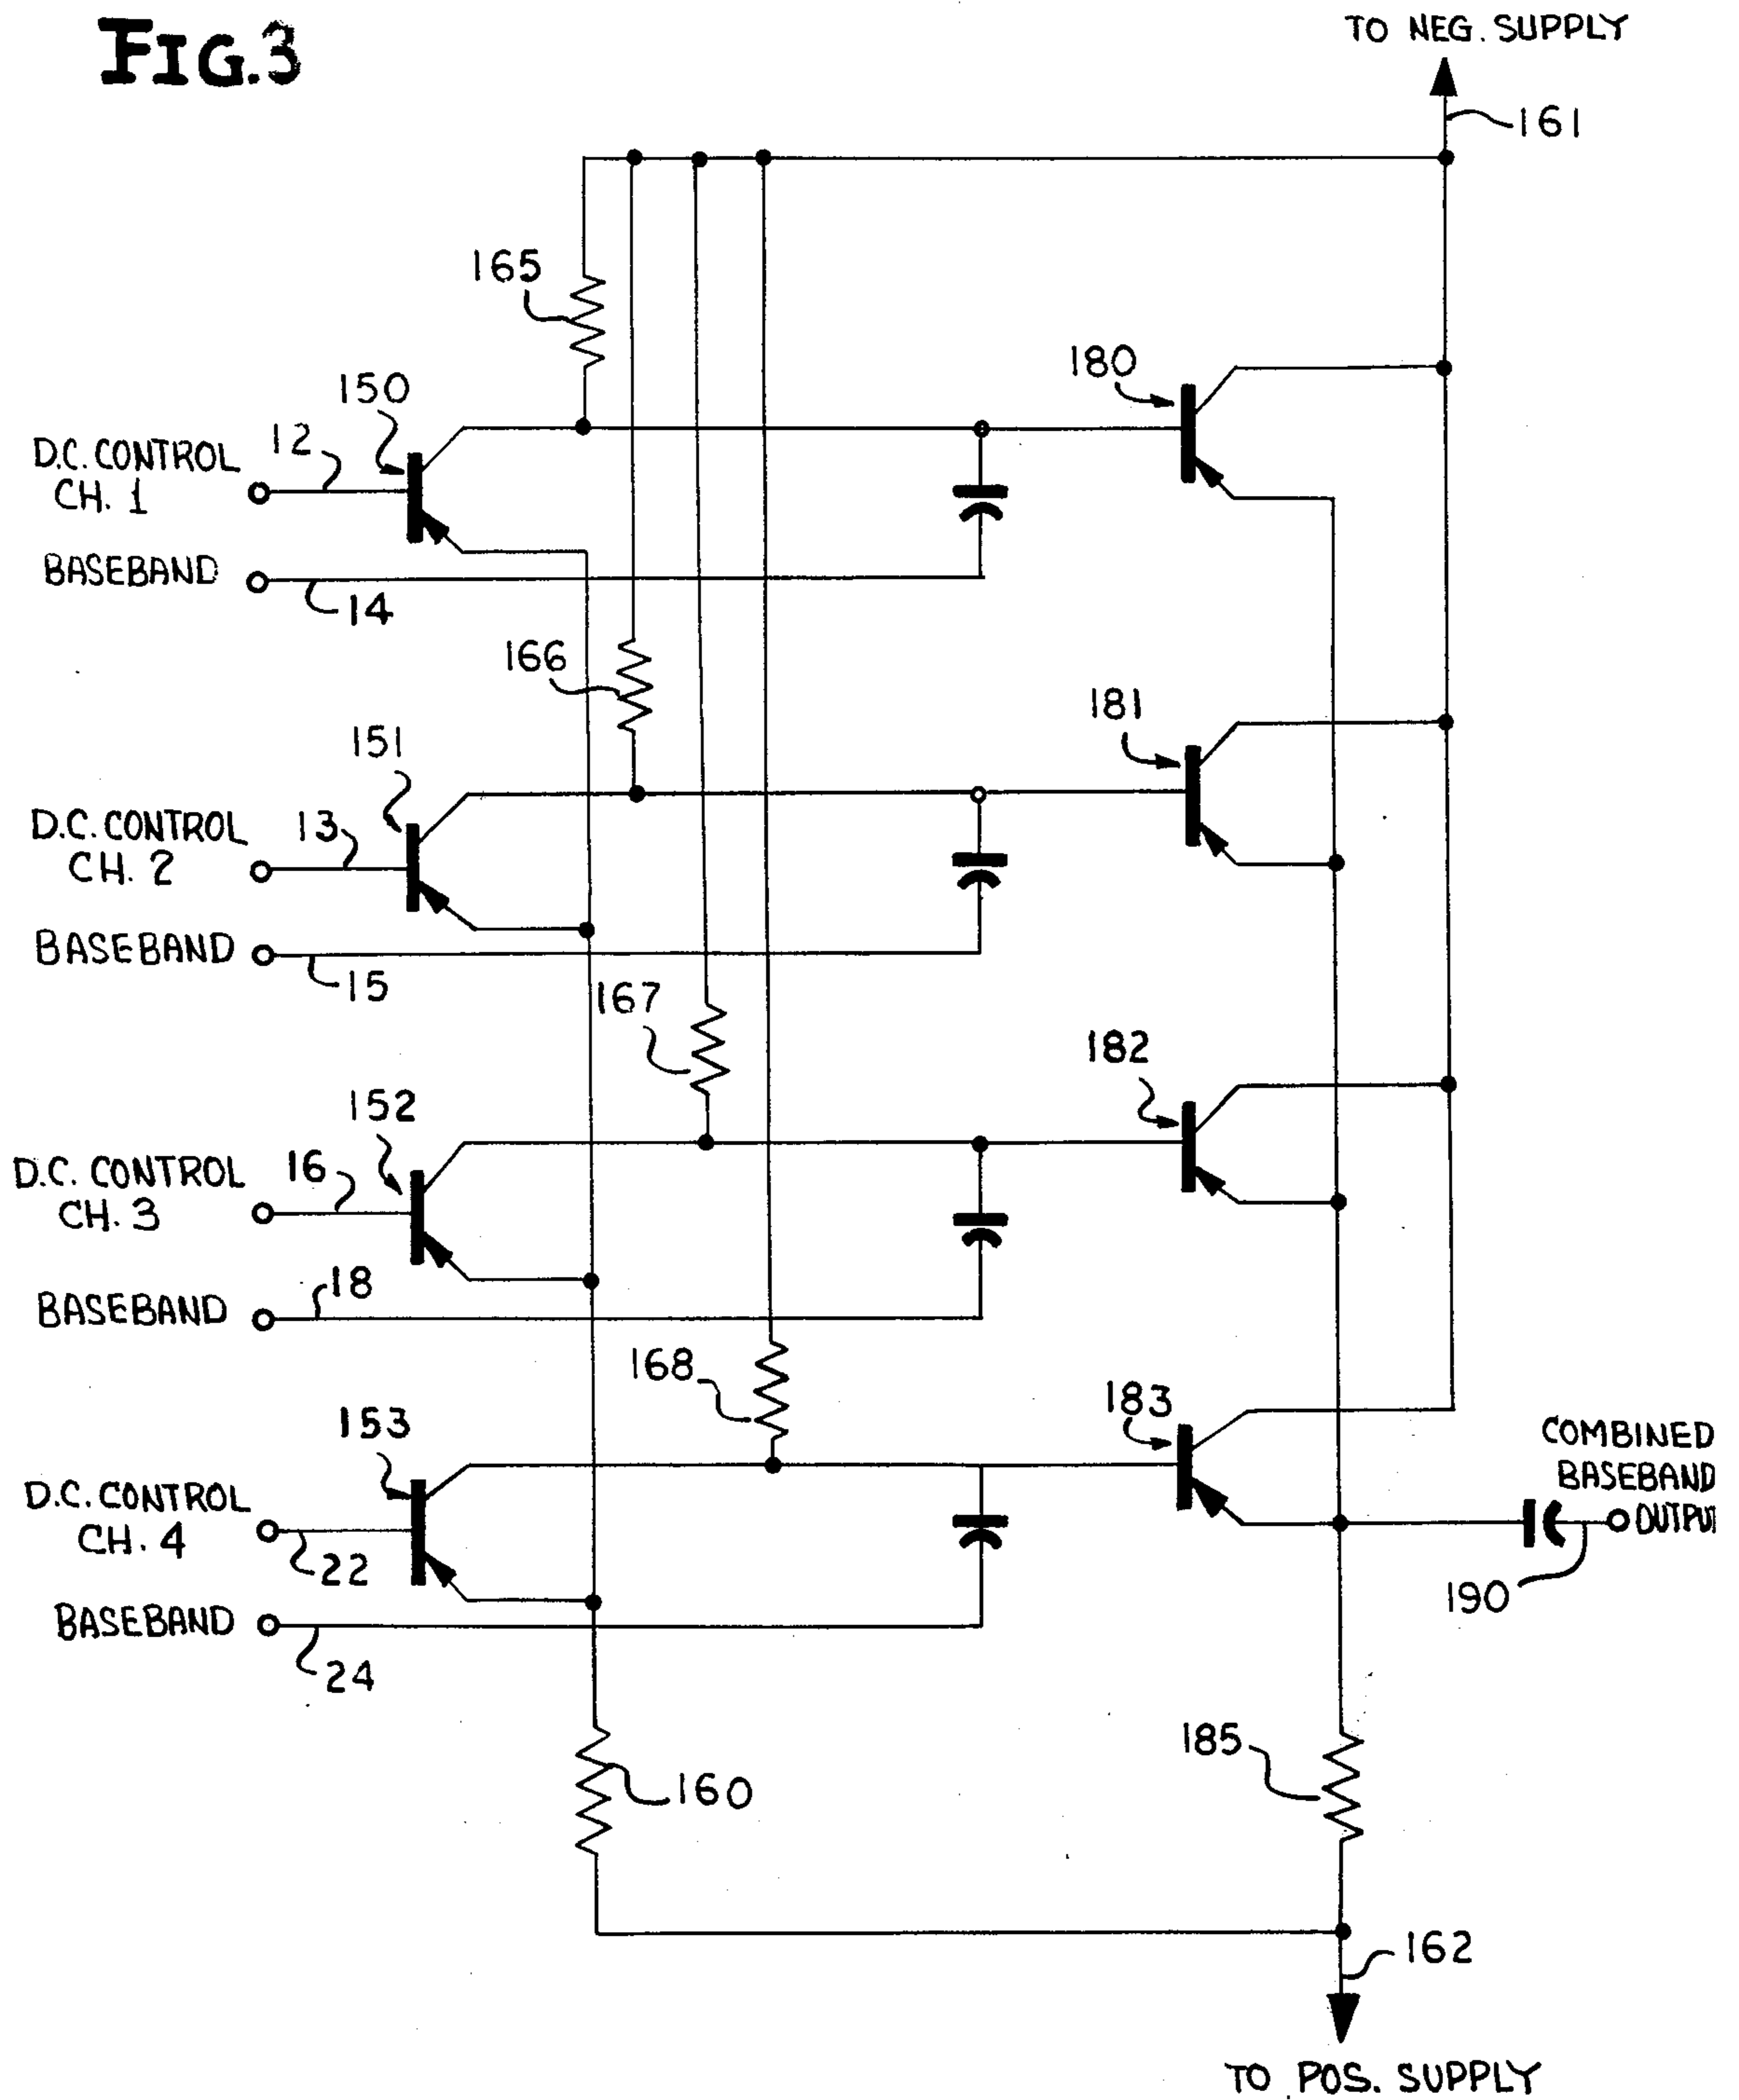 FIG.3
TO NEG. SUPPLY
161
165
180
150
D.C. CONTROL
CH. 1
12
BASEBAND
14
166
181
151
D.C. CONTROL
CH. 2
13
BASEBAND
15
167
182
152
D.C. CONTROL
CH. 3
16
BASEBAND
18
168
183
153
COMBINED
BASEBAND
OUTPUT
D.C. CONTROL
CH. 4
22
190
BASEBAND
24
185
160
162
TO POS. SUPPLY